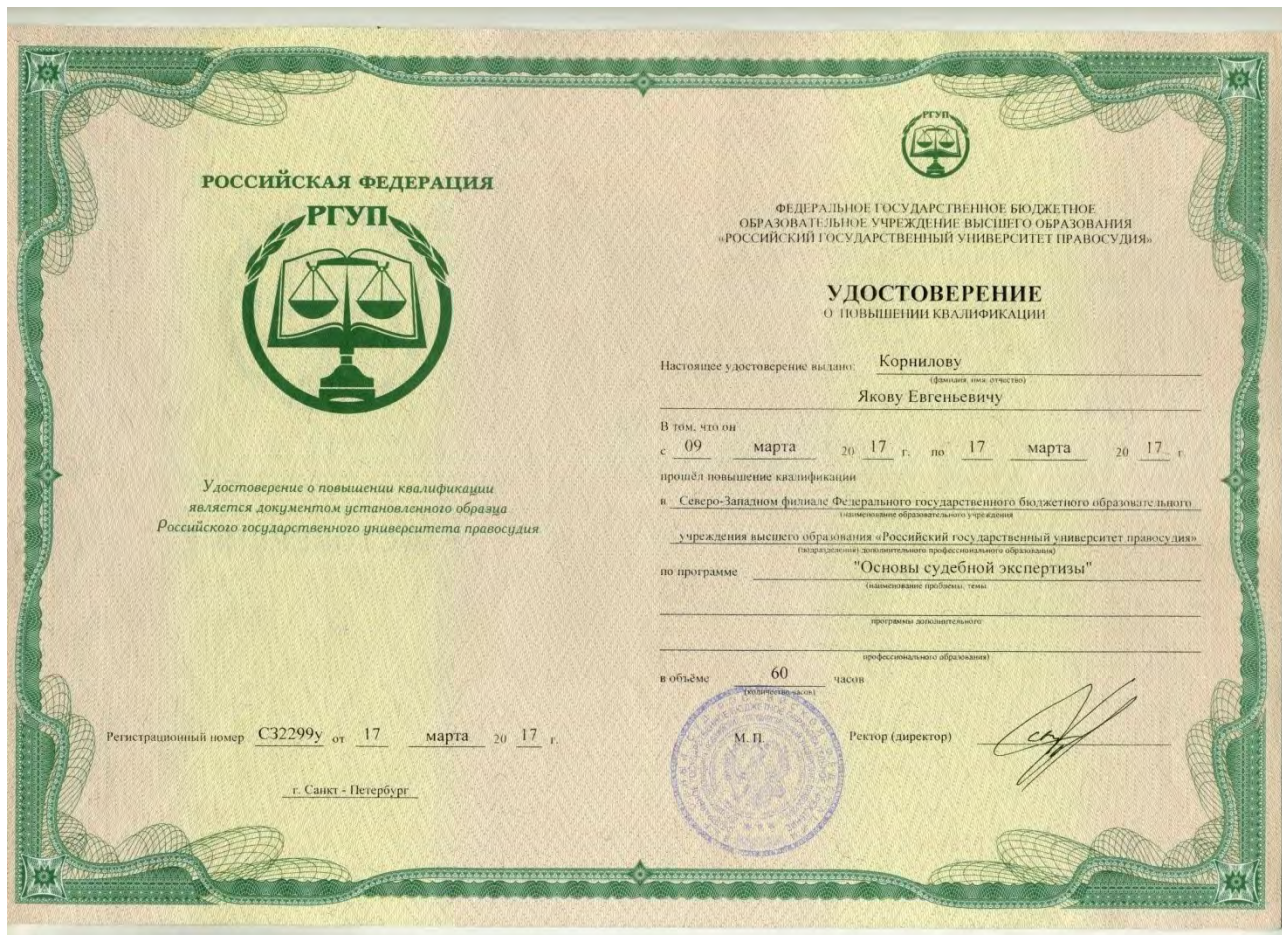 РОССИЙСКАЯ ФЕДЕРАЦИЯ
РГУП
Удостоверение о повышении квалификации
является документом установленного образца
Российского государственного университета правосудия
Регистрационный номер СЗ2299у от 17 марта 20 17 г.
г. Санкт - Петербург
РГУП
ФЕДЕРАЛЬНОЕ ГОСУДАРСТВЕННОЕ БЮДЖЕТНОЕ
ОБРАЗОВАТЕЛЬНОЕ УЧРЕЖДЕНИЕ ВЫСШЕГО ОБРАЗОВАНИЯ
«РОССИЙСКИЙ ГОСУДАРСТВЕННЫЙ УНИВЕРСИТЕТ ПРАВОСУДИЯ»
УДОСТОВЕРЕНИЕ
О ПОВЫШЕНИИ КВАЛИФИКАЦИИ
Настоящее удостоверение выдано: Корнилову
(фамилия, имя, отчество)
Якову Евгеньевичу
В том, что он
с 09 марта 20 17 г. по 17 марта 20 17 г.
прошёл повышение квалификации
в Северо-Западном филиале Федерального государственного бюджетного образовательного
(наименование образовательного учреждения
учреждения высшего образования «Российский государственный университет правосудия»
(подразделения) дополнительного профессионального образования)
по программе "Основы судебной экспертизы"
(наименование проблемы, темы
программы дополнительного
профессионального образования)
в объёме 60 часов
(количество часов)
М. П. Ректор (директор)